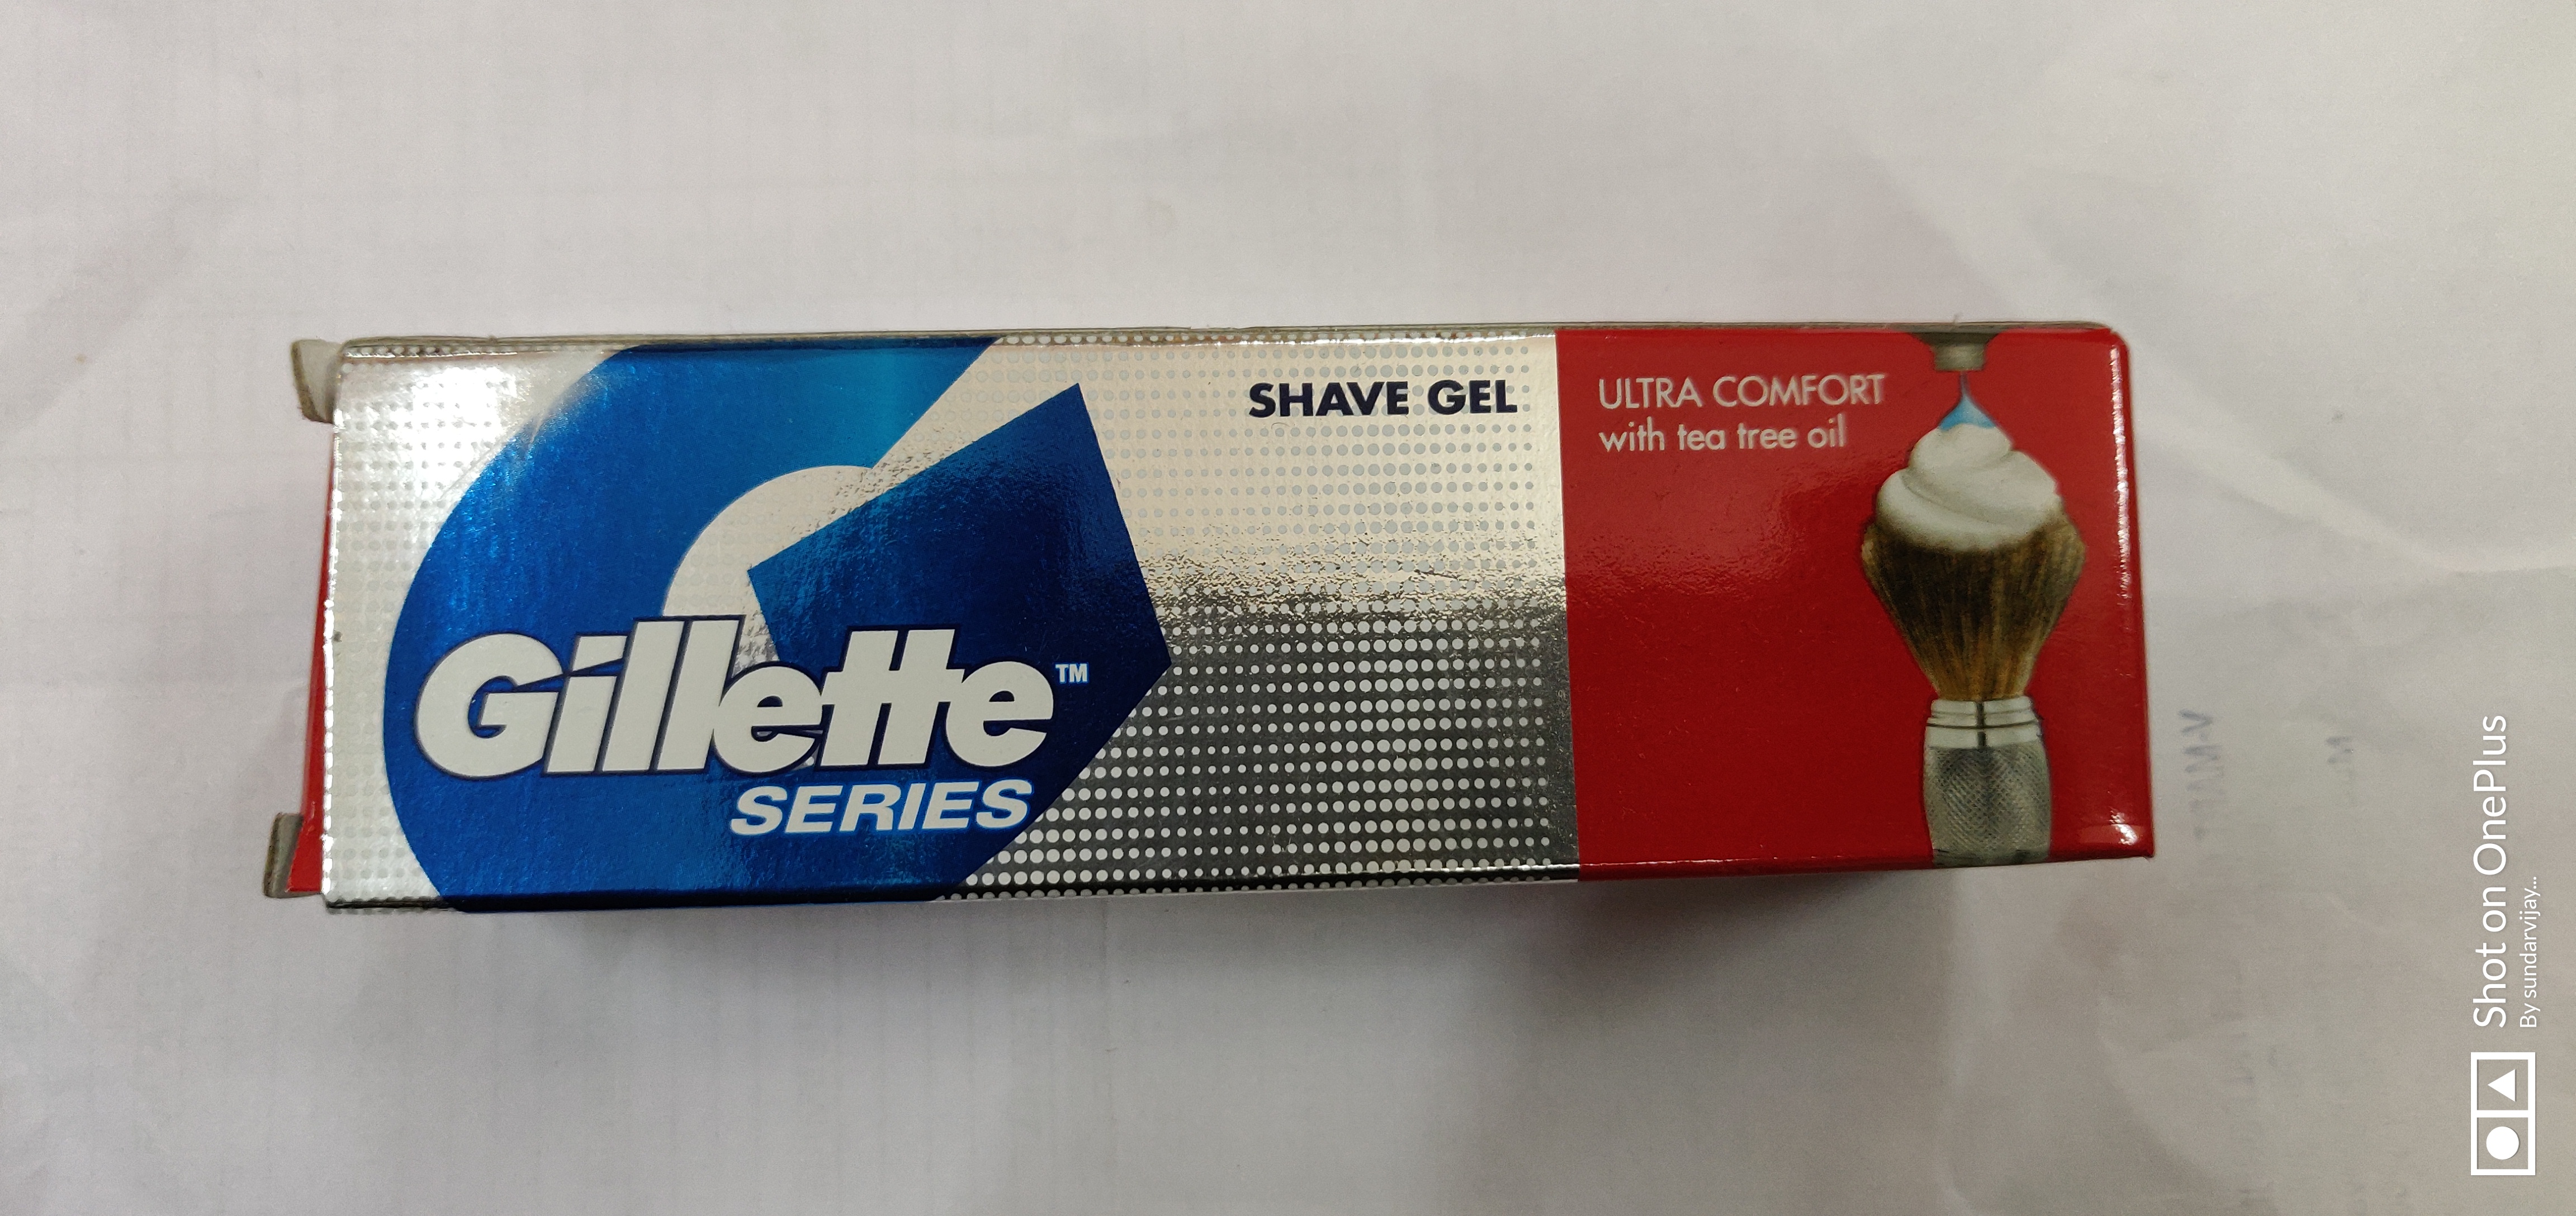 Gillette™
SERIES
SHAVE GEL
ULTRA COMFORT
with tea tree oil
Shot on OnePlus
By sundarvijay...